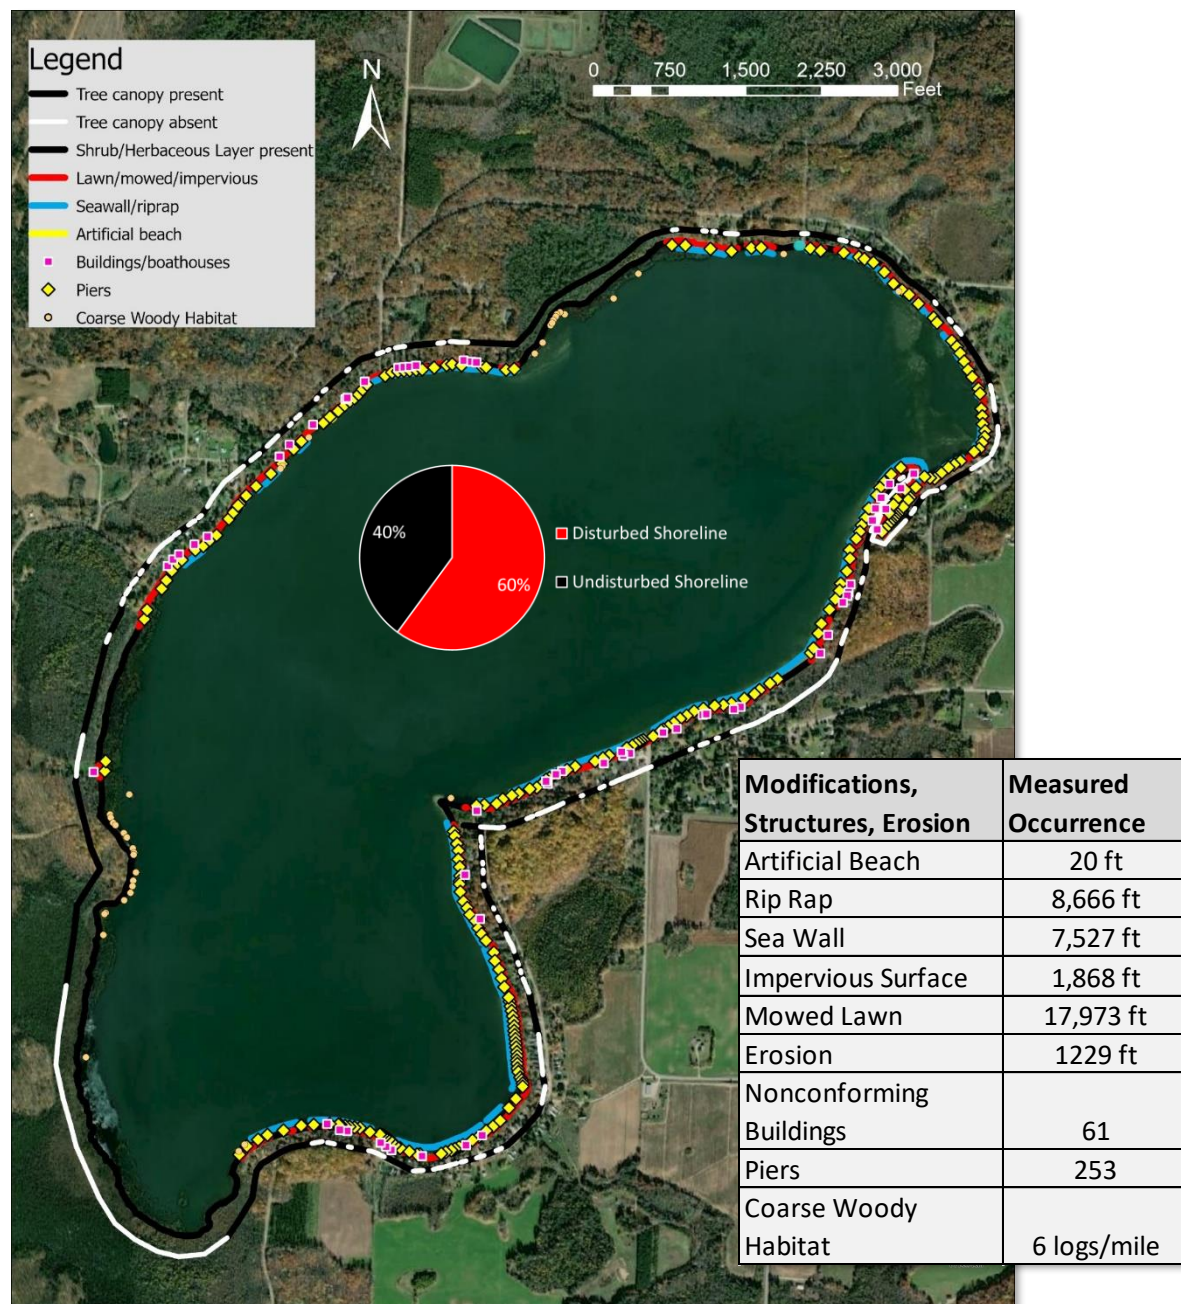 Legend
Tree canopy present
Tree canopy absent
Shrub/Herbaceous Layer present
Lawn/mowed/impervious
Seawall/riprap
Artificial beach
Buildings/boathouses
Piers
Coarse Woody Habitat
N
0 750 1,500 2,250 3,000
Feet
40%
60%
Disturbed Shoreline
Undisturbed Shoreline
Modifications, Structures, Erosion Measured Occurrence
Artificial Beach 20 ft
Rip Rap 8,666 ft
Sea Wall 7,527 ft
Impervious Surface 1,868 ft
Mowed Lawn 17,973 ft
Erosion 1229 ft
Nonconforming
Buildings 61
Piers 253
Coarse Woody
Habitat 6 logs/mile